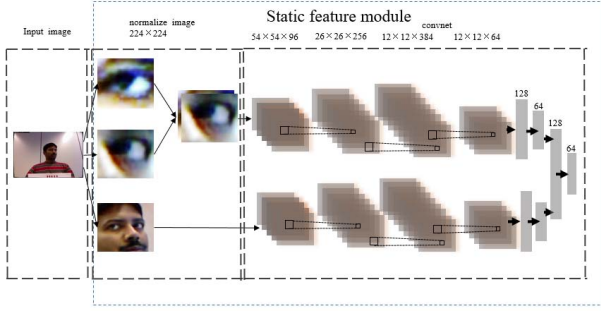 Static feature module
Input image
normalize image
224×224
convnet
54×54×96
26×26×256
12×12×384
12×12×64
128
64
128
64